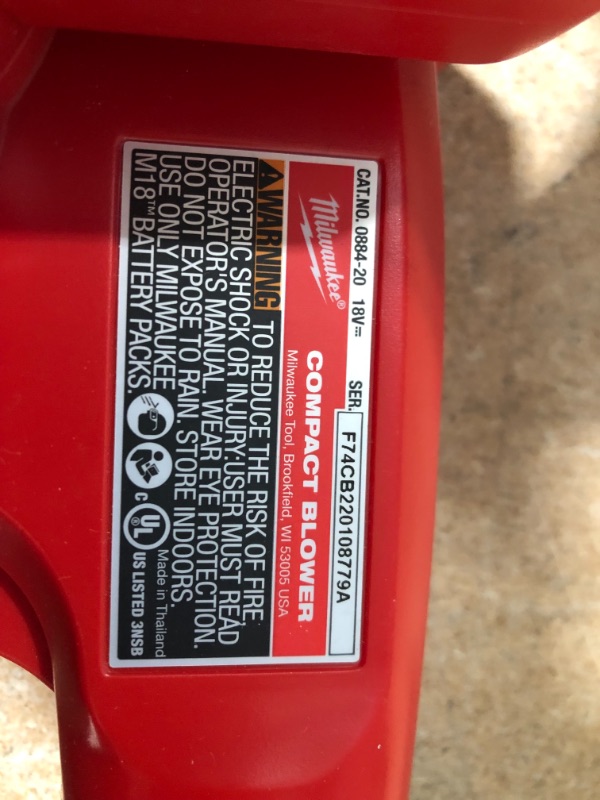 CAT.NO. 0884-20 18V⎓ SER. F74CB220108779A
Milwaukee®
COMPACT BLOWER
Milwaukee Tool, Brookfield, WI 53005 USA
WARNING TO REDUCE THE RISK OF FIRE,
ELECTRIC SHOCK OR INJURY:USER MUST READ
OPERATOR'S MANUAL. WEAR EYE PROTECTION.
DO NOT EXPOSE TO RAIN. STORE INDOORS.
USE ONLY MILWAUKEE
M18™ BATTERY PACKS.
Made in Thailand
C UL® US LISTED 3NSB